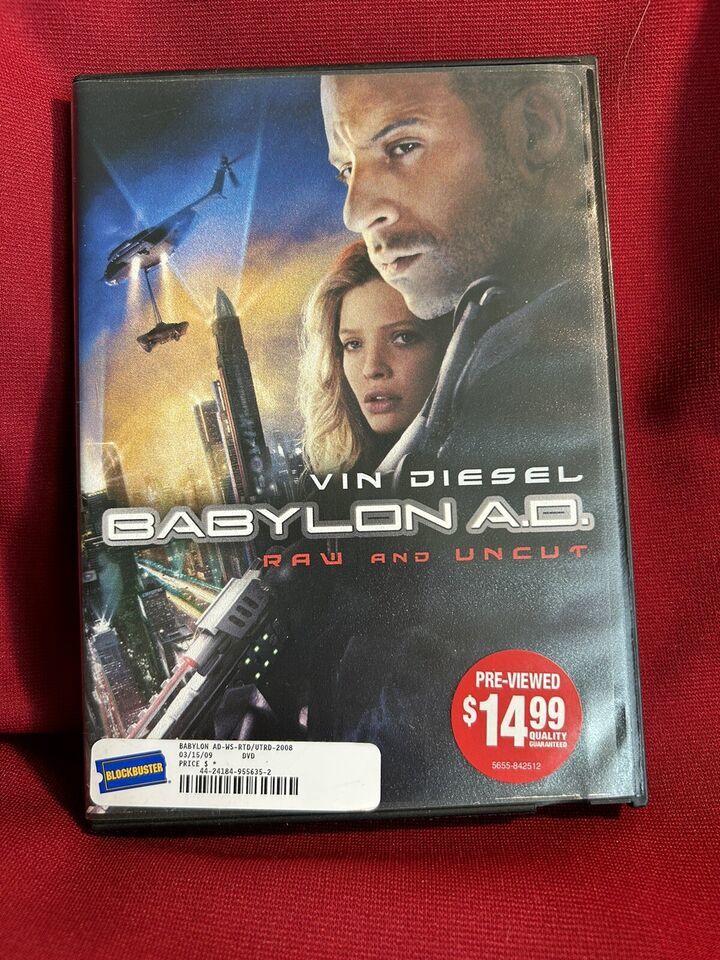 VIN DIESEL
BABYLON A.D.
RAW AND UNCUT
PRE-VIEWED
$14.99
QUALITY
GUARANTEED
5655-842512
BLOCKBUSTER
BABYLON AD-WS-RTD/UTRD-2008
03/15/09 DVD
PRICE $ *
44-24184-955635-2